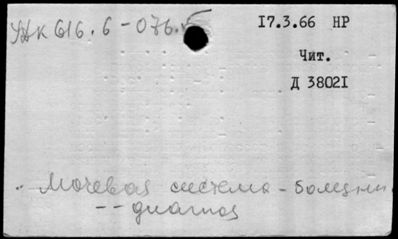 УДК 616.6-076.5
17.3.66 НР
Чит.
Д 38021
Мочевая система - болезни
-- диагноз